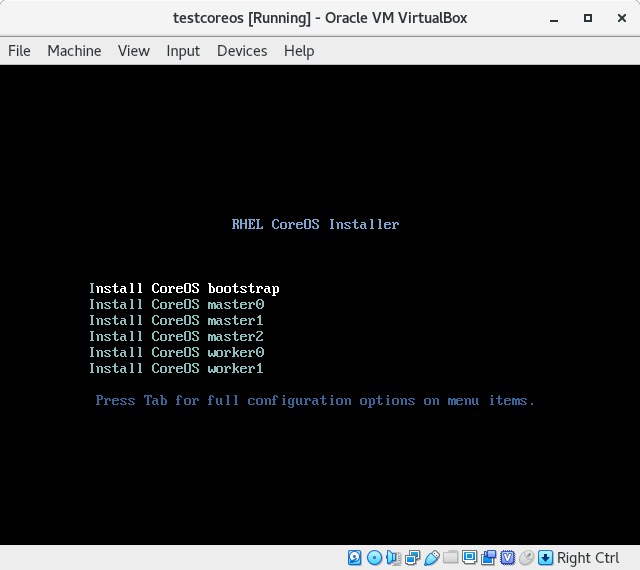 testcoreos [Running] - Oracle VM VirtualBox
File Machine View Input Devices Help
RHEL CoreOS Installer
Install CoreOS bootstrap
Install CoreOS master0
Install CoreOS master1
Install CoreOS master2
Install CoreOS worker0
Install CoreOS worker1
Press Tab for full configuration options on menu items.
Right Ctrl